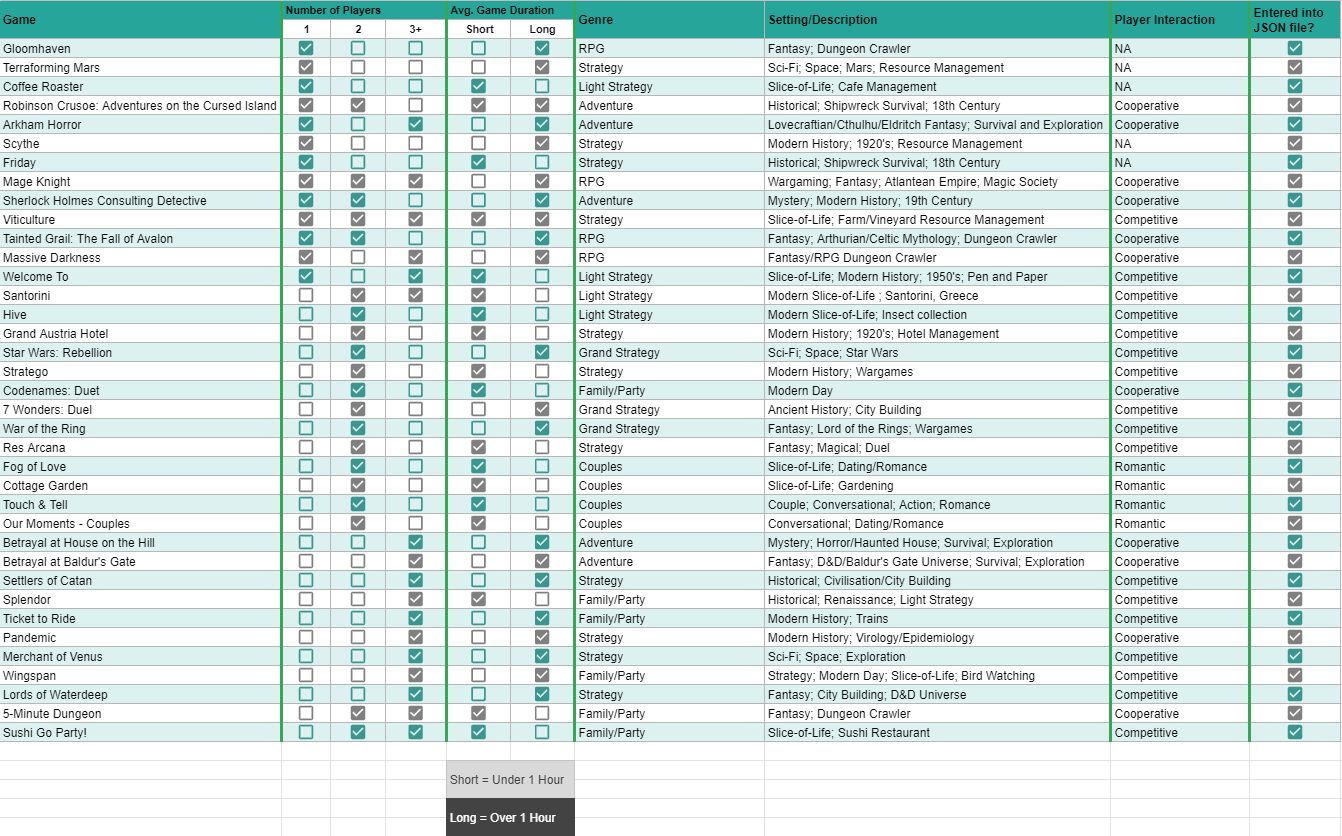 Game Number of Players Avg. Game Duration Genre Setting/Description Player Interaction Entered into JSON file?
1 2 3+ Short Long
Gloomhaven RPG Fantasy; Dungeon Crawler NA
Terraforming Mars Strategy Sci-Fi; Space; Mars; Resource Management NA
Coffee Roaster Light Strategy Slice-of-Life; Cafe Management NA
Robinson Crusoe: Adventures on the Cursed Island Adventure Historical; Shipwreck Survival; 18th Century Cooperative
Arkham Horror Adventure Lovecraftian/Cthulhu/Eldritch Fantasy; Survival and Exploration Cooperative
Scythe Strategy Modern History; 1920's; Resource Management NA
Friday Strategy Historical; Shipwreck Survival; 18th Century NA
Mage Knight RPG Wargaming; Fantasy; Atlantean Empire; Magic Society Cooperative
Sherlock Holmes Consulting Detective Adventure Mystery; Modern History; 19th Century Cooperative
Viticulture Strategy Slice-of-Life; Farm/Vineyard Resource Management Competitive
Tainted Grail: The Fall of Avalon RPG Fantasy; Arthurian/Celtic Mythology; Dungeon Crawler Cooperative
Massive Darkness RPG Fantasy/RPG Dungeon Crawler Cooperative
Welcome To Light Strategy Slice-of-Life; Modern History; 1950's; Pen and Paper Competitive
Santorini Light Strategy Modern Slice-of-Life ; Santorini, Greece Competitive
Hive Light Strategy Modern Slice-of-Life; Insect collection Competitive
Grand Austria Hotel Strategy Modern History; 1920's; Hotel Management Competitive
Star Wars: Rebellion Grand Strategy Sci-Fi; Space; Star Wars Competitive
Stratego Strategy Modern History; Wargames Competitive
Codenames: Duet Family/Party Modern Day Cooperative
7 Wonders: Duel Grand Strategy Ancient History; City Building Competitive
War of the Ring Grand Strategy Fantasy; Lord of the Rings; Wargames Competitive
Res Arcana Strategy Fantasy; Magical; Duel Competitive
Fog of Love Couples Slice-of-Life; Dating/Romance Romantic
Cottage Garden Couples Slice-of-Life; Gardening Romantic
Touch & Tell Couples Couple; Conversational; Action; Romance Romantic
Our Moments - Couples Couples Conversational; Dating/Romance Romantic
Betrayal at House on the Hill Adventure Mystery; Horror/Haunted House; Survival; Exploration Cooperative
Betrayal at Baldur's Gate Adventure Fantasy; D&D/Baldur's Gate Universe; Survival; Exploration Cooperative
Settlers of Catan Strategy Historical; Civilisation/City Building Competitive
Splendor Family/Party Historical; Renaissance; Light Strategy Competitive
Ticket to Ride Family/Party Modern History; Trains Competitive
Pandemic Strategy Modern History; Virology/Epidemiology Cooperative
Merchant of Venus Strategy Sci-Fi; Space; Exploration Competitive
Wingspan Family/Party Strategy; Modern Day; Slice-of-Life; Bird Watching Competitive
Lords of Waterdeep Strategy Fantasy; City Building; D&D Universe Competitive
5-Minute Dungeon Family/Party Fantasy; Dungeon Crawler Cooperative
Sushi Go Party! Family/Party Slice-of-Life; Sushi Restaurant Competitive
Short = Under 1 Hour
Long = Over 1 Hour